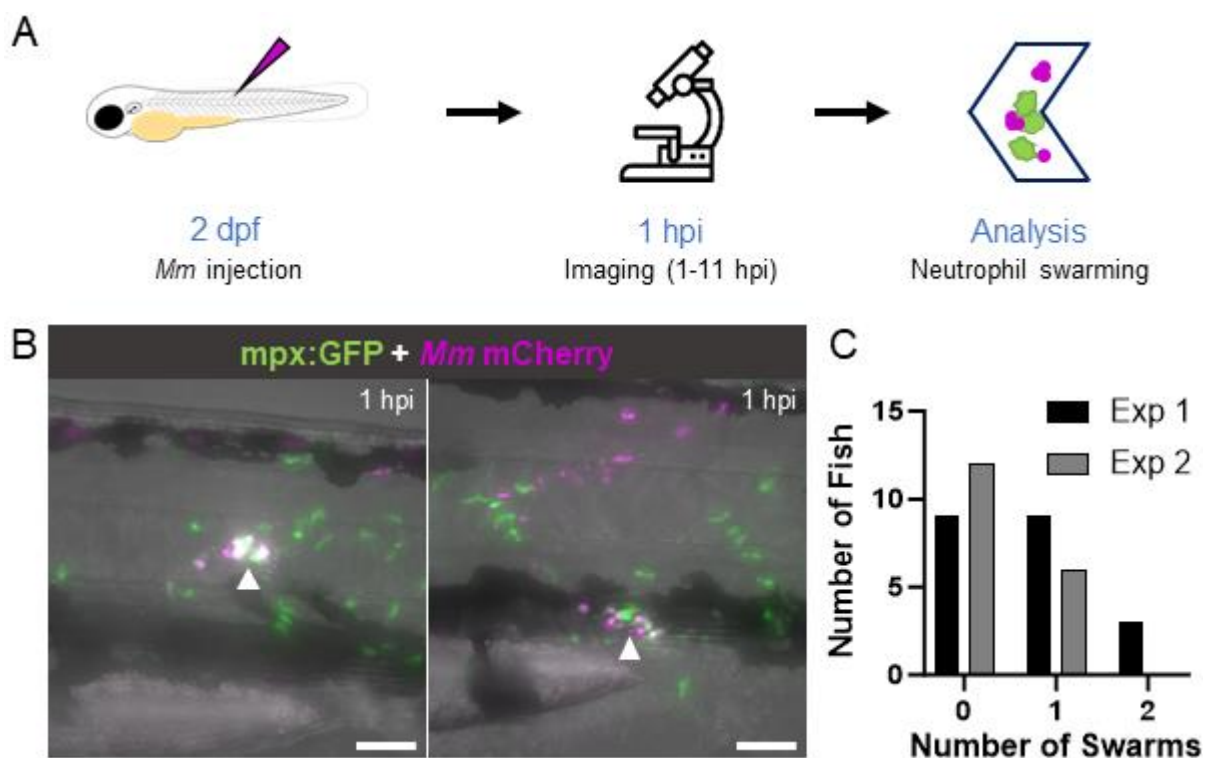 A
2 dpf
Mm injection
1 hpi
Imaging (1-11 hpi)
Analysis
Neutrophil swarming
B
mpx:GFP + Mm mCherry
1 hpi
1 hpi
C
15
10
5
0
Number of Fish
Exp 1
Exp 2
0 1 2
Number of Swarms